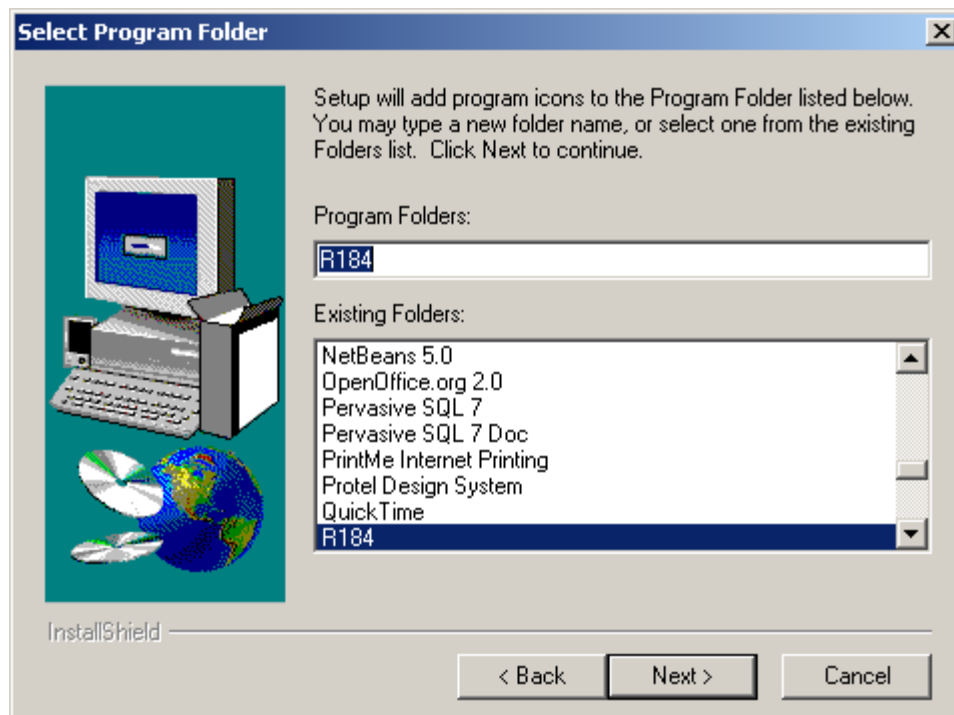 Select Program Folder
Setup will add program icons to the Program Folder listed below.
You may type a new folder name, or select one from the existing
Folders list.  Click Next to continue.
Program Folders:
R184
Existing Folders:
NetBeans 5.0
OpenOffice.org 2.0
Pervasive SQL 7
Pervasive SQL 7 Doc
PrintMe Internet Printing
Protel Design System
QuickTime
R184
InstallShield
< Back
Next >
Cancel